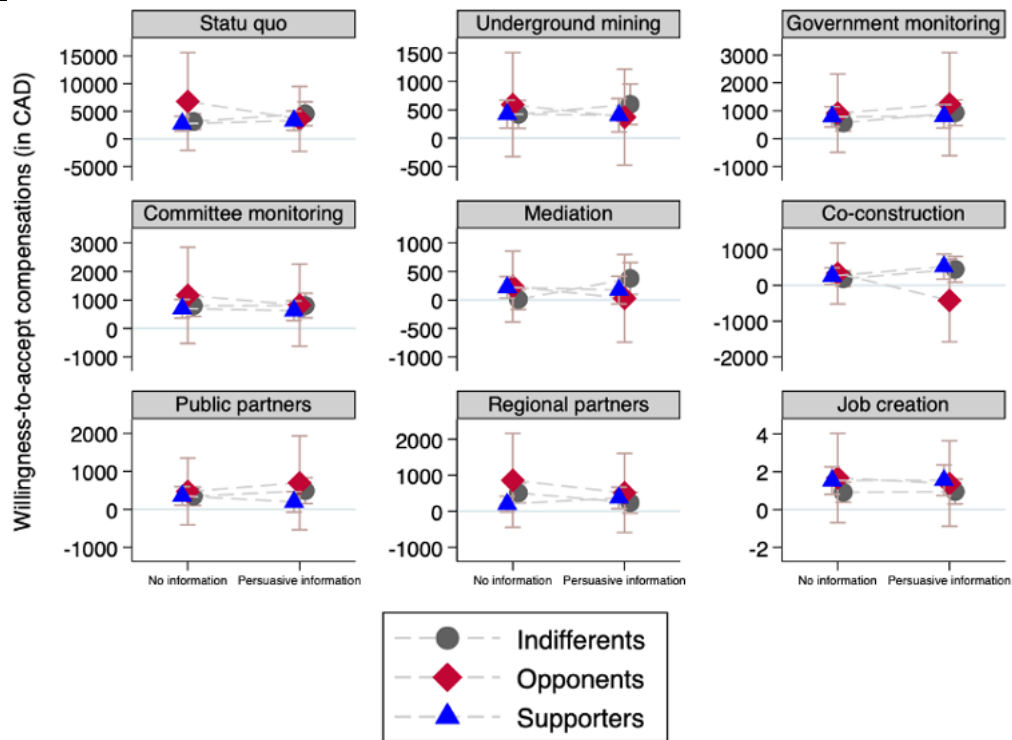 Willingness-to-accept compensations (in CAD)
Statu quo
15000
10000
5000
0
-5000
Underground mining
1500
1000
500
0
-500
Government monitoring
3000
2000
1000
0
-1000
Committee monitoring
3000
2000
1000
0
-1000
Mediation
1000
500
0
-500
-1000
Co-construction
1000
0
-1000
-2000
Public partners
2000
1000
0
-1000
No information Persuasive information
Regional partners
2000
1000
0
-1000
No information Persuasive information
Job creation
4
2
0
-2
No information Persuasive information
Indifferents
Opponents
Supporters